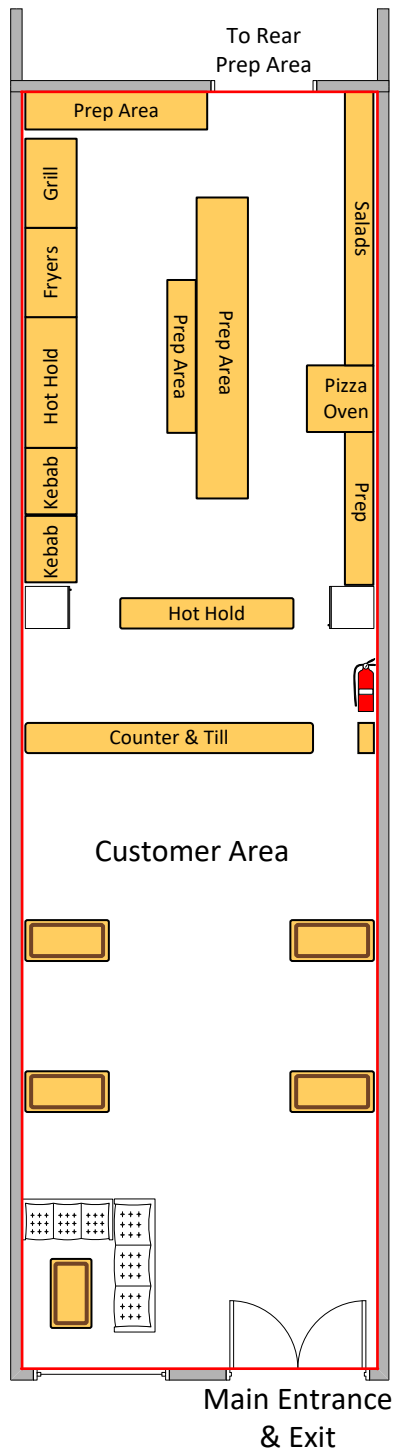 To Rear
Prep Area
Prep Area
Grill
Salads
Fryers
Prep Area
Prep Area
Hot Hold
Pizza
Oven
Kebab
Prep
Kebab
Hot Hold
Counter & Till
Customer Area
Main Entrance
& Exit